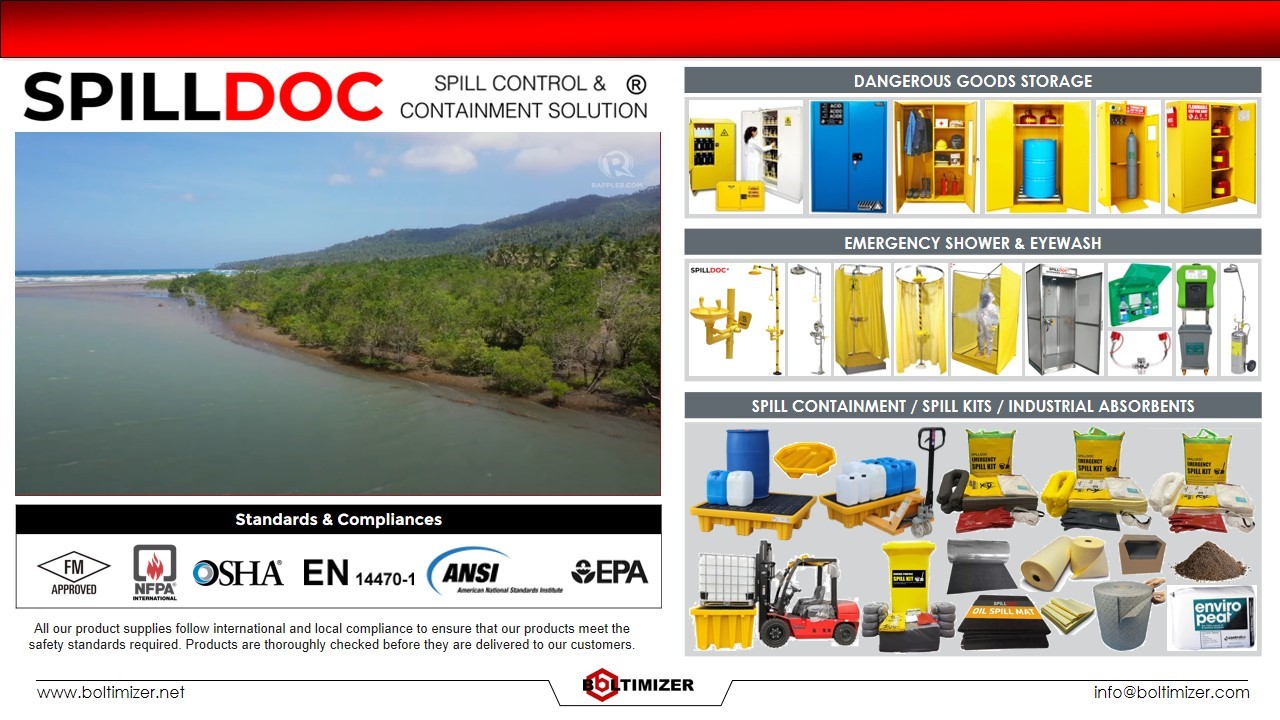 SPILLDOC
SPILL CONTROL & ®
CONTAINMENT SOLUTION
RAPPLER.COM
Standards & Compliances
FM
APPROVED
NFPA
INTERNATIONAL
OSHA
EN 14470-1
ANSI
American National Standards Institute
EPA
All our product supplies follow international and local compliance to ensure that our products meet the
safety standards required. Products are thoroughly checked before they are delivered to our customers.
DANGEROUS GOODS STORAGE
ACID
EMERGENCY SHOWER & EYEWASH
SPILLDOC
SPILLDOC
SPILL CONTAINMENT / SPILL KITS / INDUSTRIAL ABSORBENTS
EMERGENCY
SPILL KIT
EMERGENCY
SPILL KIT
EMERGENCY
SPILL KIT
SPILL KIT
SPILLDOC
OIL SPILL MAT
enviro
peat
www.boltimizer.net
BOLTIMIZER
info@boltimizer.com